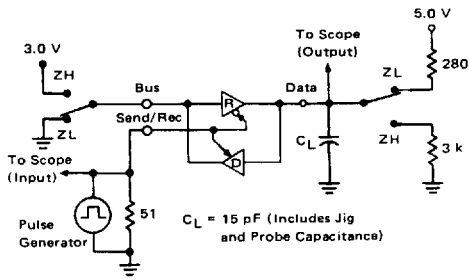 3.0 V
ZH
ZL
Bus
Send/Rec
R
D
Data
To Scope
(Output)
5.0 V
ZL
280
ZH
3 k
CL
To Scope
(Input)
Pulse
Generator
51
CL = 15 pF (Includes Jig
and Probe Capacitance)